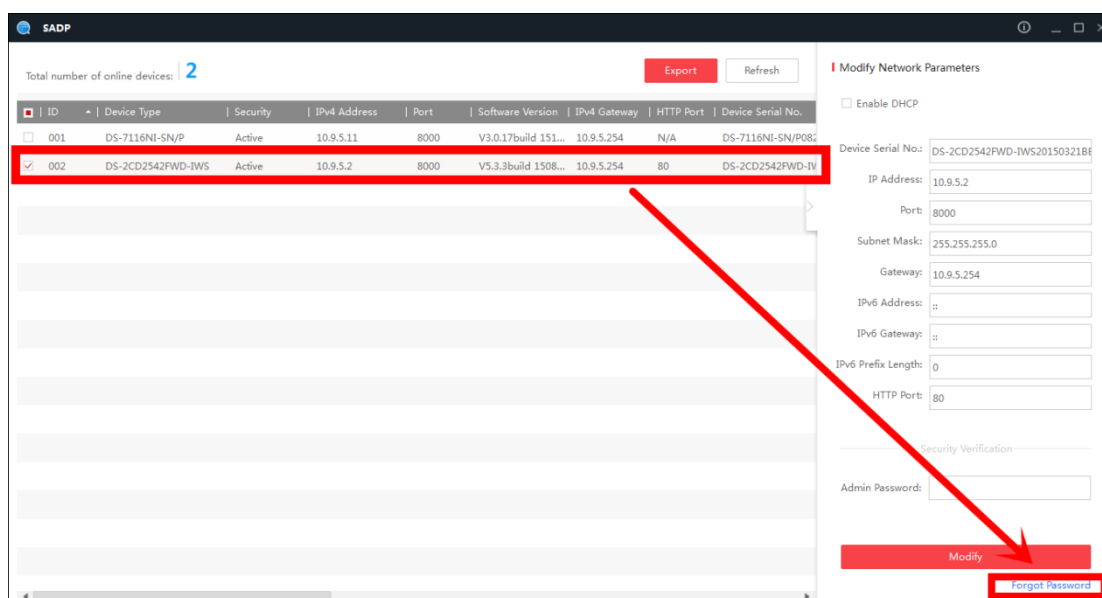 SADP
Total number of online devices: 2
Export
Refresh
ID | Device Type | Security | IPv4 Address | Port | Software Version | IPv4 Gateway | HTTP Port | Device Serial No.
001 DS-7116NI-SN/P Active 10.9.5.11 8000 V3.0.17build 151... 10.9.5.254 N/A DS-7116NI-SN/P082
002 DS-2CD2542FWD-IWS Active 10.9.5.2 8000 V5.3.3build 1508... 10.9.5.254 80 DS-2CD2542FWD-IV
Modify Network Parameters
Enable DHCP
Device Serial No.: DS-2CD2542FWD-IWS20150321BE
IP Address: 10.9.5.2
Port: 8000
Subnet Mask: 255.255.255.0
Gateway: 10.9.5.254
IPv6 Address: ::
IPv6 Gateway: ::
IPv6 Prefix Length: 0
HTTP Port: 80
Security Verification
Admin Password:
Modify
Forgot Password